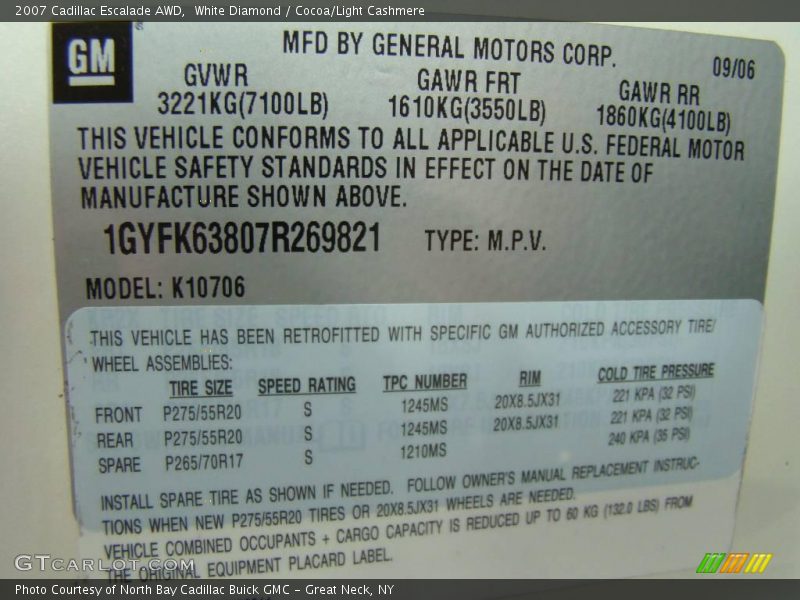 2007 Cadillac Escalade AWD, White Diamond / Cocoa/Light Cashmere
GM
MFD BY GENERAL MOTORS CORP.
09/06
GVWR GAWR FRT GAWR RR
3221KG(7100LB) 1610KG(3550LB) 1860KG(4100LB)
THIS VEHICLE CONFORMS TO ALL APPLICABLE U.S. FEDERAL MOTOR
VEHICLE SAFETY STANDARDS IN EFFECT ON THE DATE OF
MANUFACTURE SHOWN ABOVE.
1GYFK63807R269821 TYPE: M.P.V.
MODEL: K10706
THIS VEHICLE HAS BEEN RETROFITTED WITH SPECIFIC GM AUTHORIZED ACCESSORY TIRE/
WHEEL ASSEMBLIES:
TIRE SIZE SPEED RATING TPC NUMBER RIM COLD TIRE PRESSURE
FRONT P275/55R20 S 1245MS 20X8.5JX31 221 KPA (32 PSI)
REAR P275/55R20 S 1245MS 20X8.5JX31 221 KPA (32 PSI)
SPARE P265/70R17 S 1210MS 240 KPA (35 PSI)
INSTALL SPARE TIRE AS SHOWN IF NEEDED. FOLLOW OWNER'S MANUAL REPLACEMENT INSTRUC-
TIONS WHEN NEW P275/55R20 TIRES OR 20X8.5JX31 WHEELS ARE NEEDED.
VEHICLE COMBINED OCCUPANTS + CARGO CAPACITY IS REDUCED UP TO 60 KG (132.0 LBS) FROM
THE ORIGINAL EQUIPMENT PLACARD LABEL.
GTCARLOT.COM
Photo Courtesy of North Bay Cadillac Buick GMC - Great Neck, NY